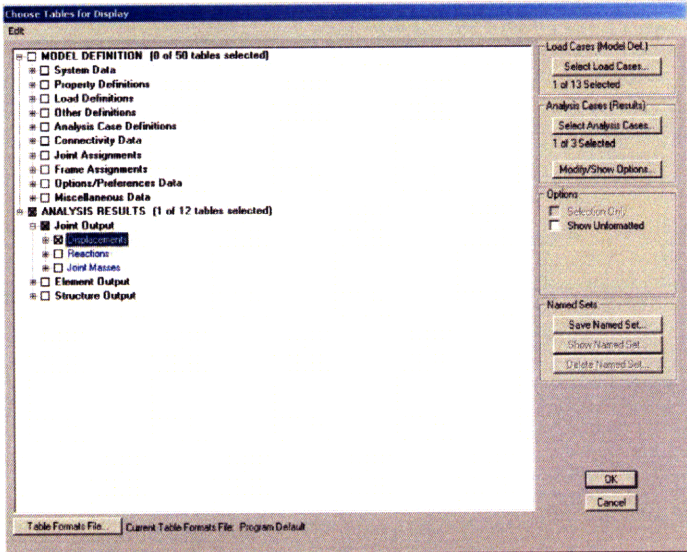 Choose Tables for Display
Edit
MODEL DEFINITION (0 of 50 tables selected)
System Data
Property Definitions
Load Definitions
Other Definitions
Analysis Case Definitions
Connectivity Data
Joint Assignments
Frame Assignments
Options/Preferences Data
Miscellaneous Data
ANALYSIS RESULTS (1 of 12 tables selected)
Joint Output
Displacements
Reactions
Joint Masses
Element Output
Structure Output
Load Cases (Model Def.)
Select Load Cases...
1 of 13 Selected
Analysis Cases (Results)
Select Analysis Cases...
1 of 3 Selected
Modify/Show Options...
Options
Selection Only
Show Unformatted
Named Sets
Save Named Set...
Show Named Set...
Delete Named Set...
OK
Cancel
Table Formats File...
Current Table Formats File: Program Default